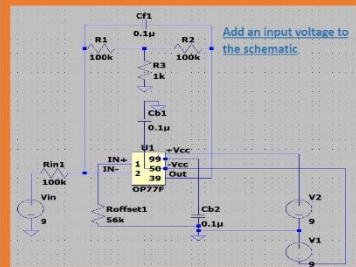 Cf1
0.1µ
Add an input voltage to
the schematic
R1
R2
100k
100k
R3
1k
Cb1
0.1µ
U1
+Vcc
IN+
1
99
-Vcc
IN-
2
50
Out
39
OP77F
Rin1
100k
Vin
9
Roffset1
56k
Cb2
0.1µ
V2
9
V1
9